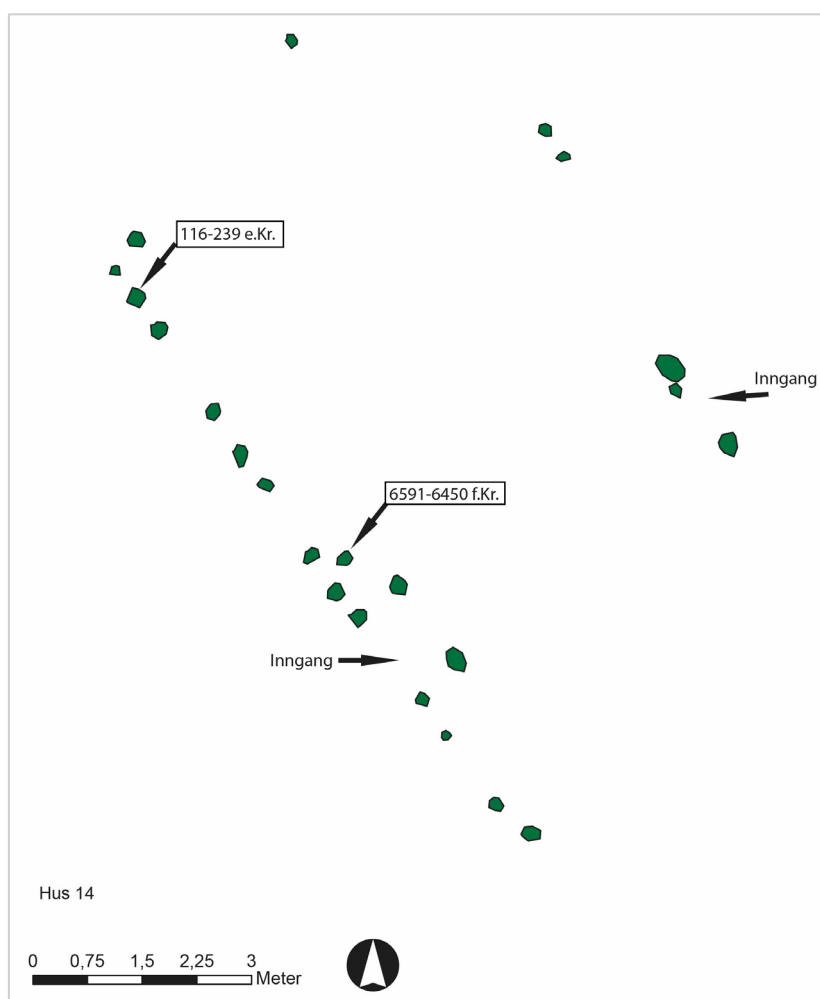 116-239 e.Kr.
Inngang
6591-6450 f.Kr.
Inngang
Hus 14
0 0,75 1,5 2,25 3
Meter